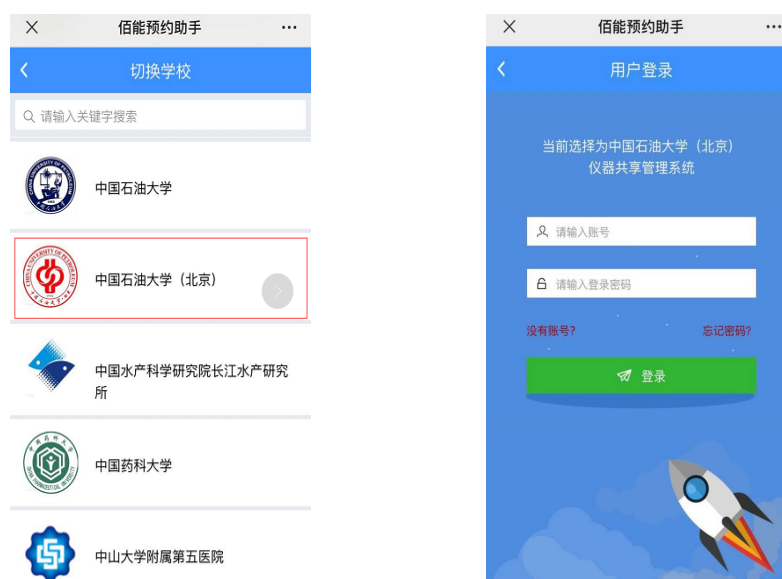 佰能预约助手
切换学校
请输入关键字搜索
中国石油大学
中国石油大学（北京）
中国水产科学研究院长江水产研究
所
中国药科大学
中山大学附属第五医院
佰能预约助手
用户登录
当前选择为中国石油大学（北京）
仪器共享管理系统
请输入账号
请输入登录密码
没有账号?
忘记密码?
登录